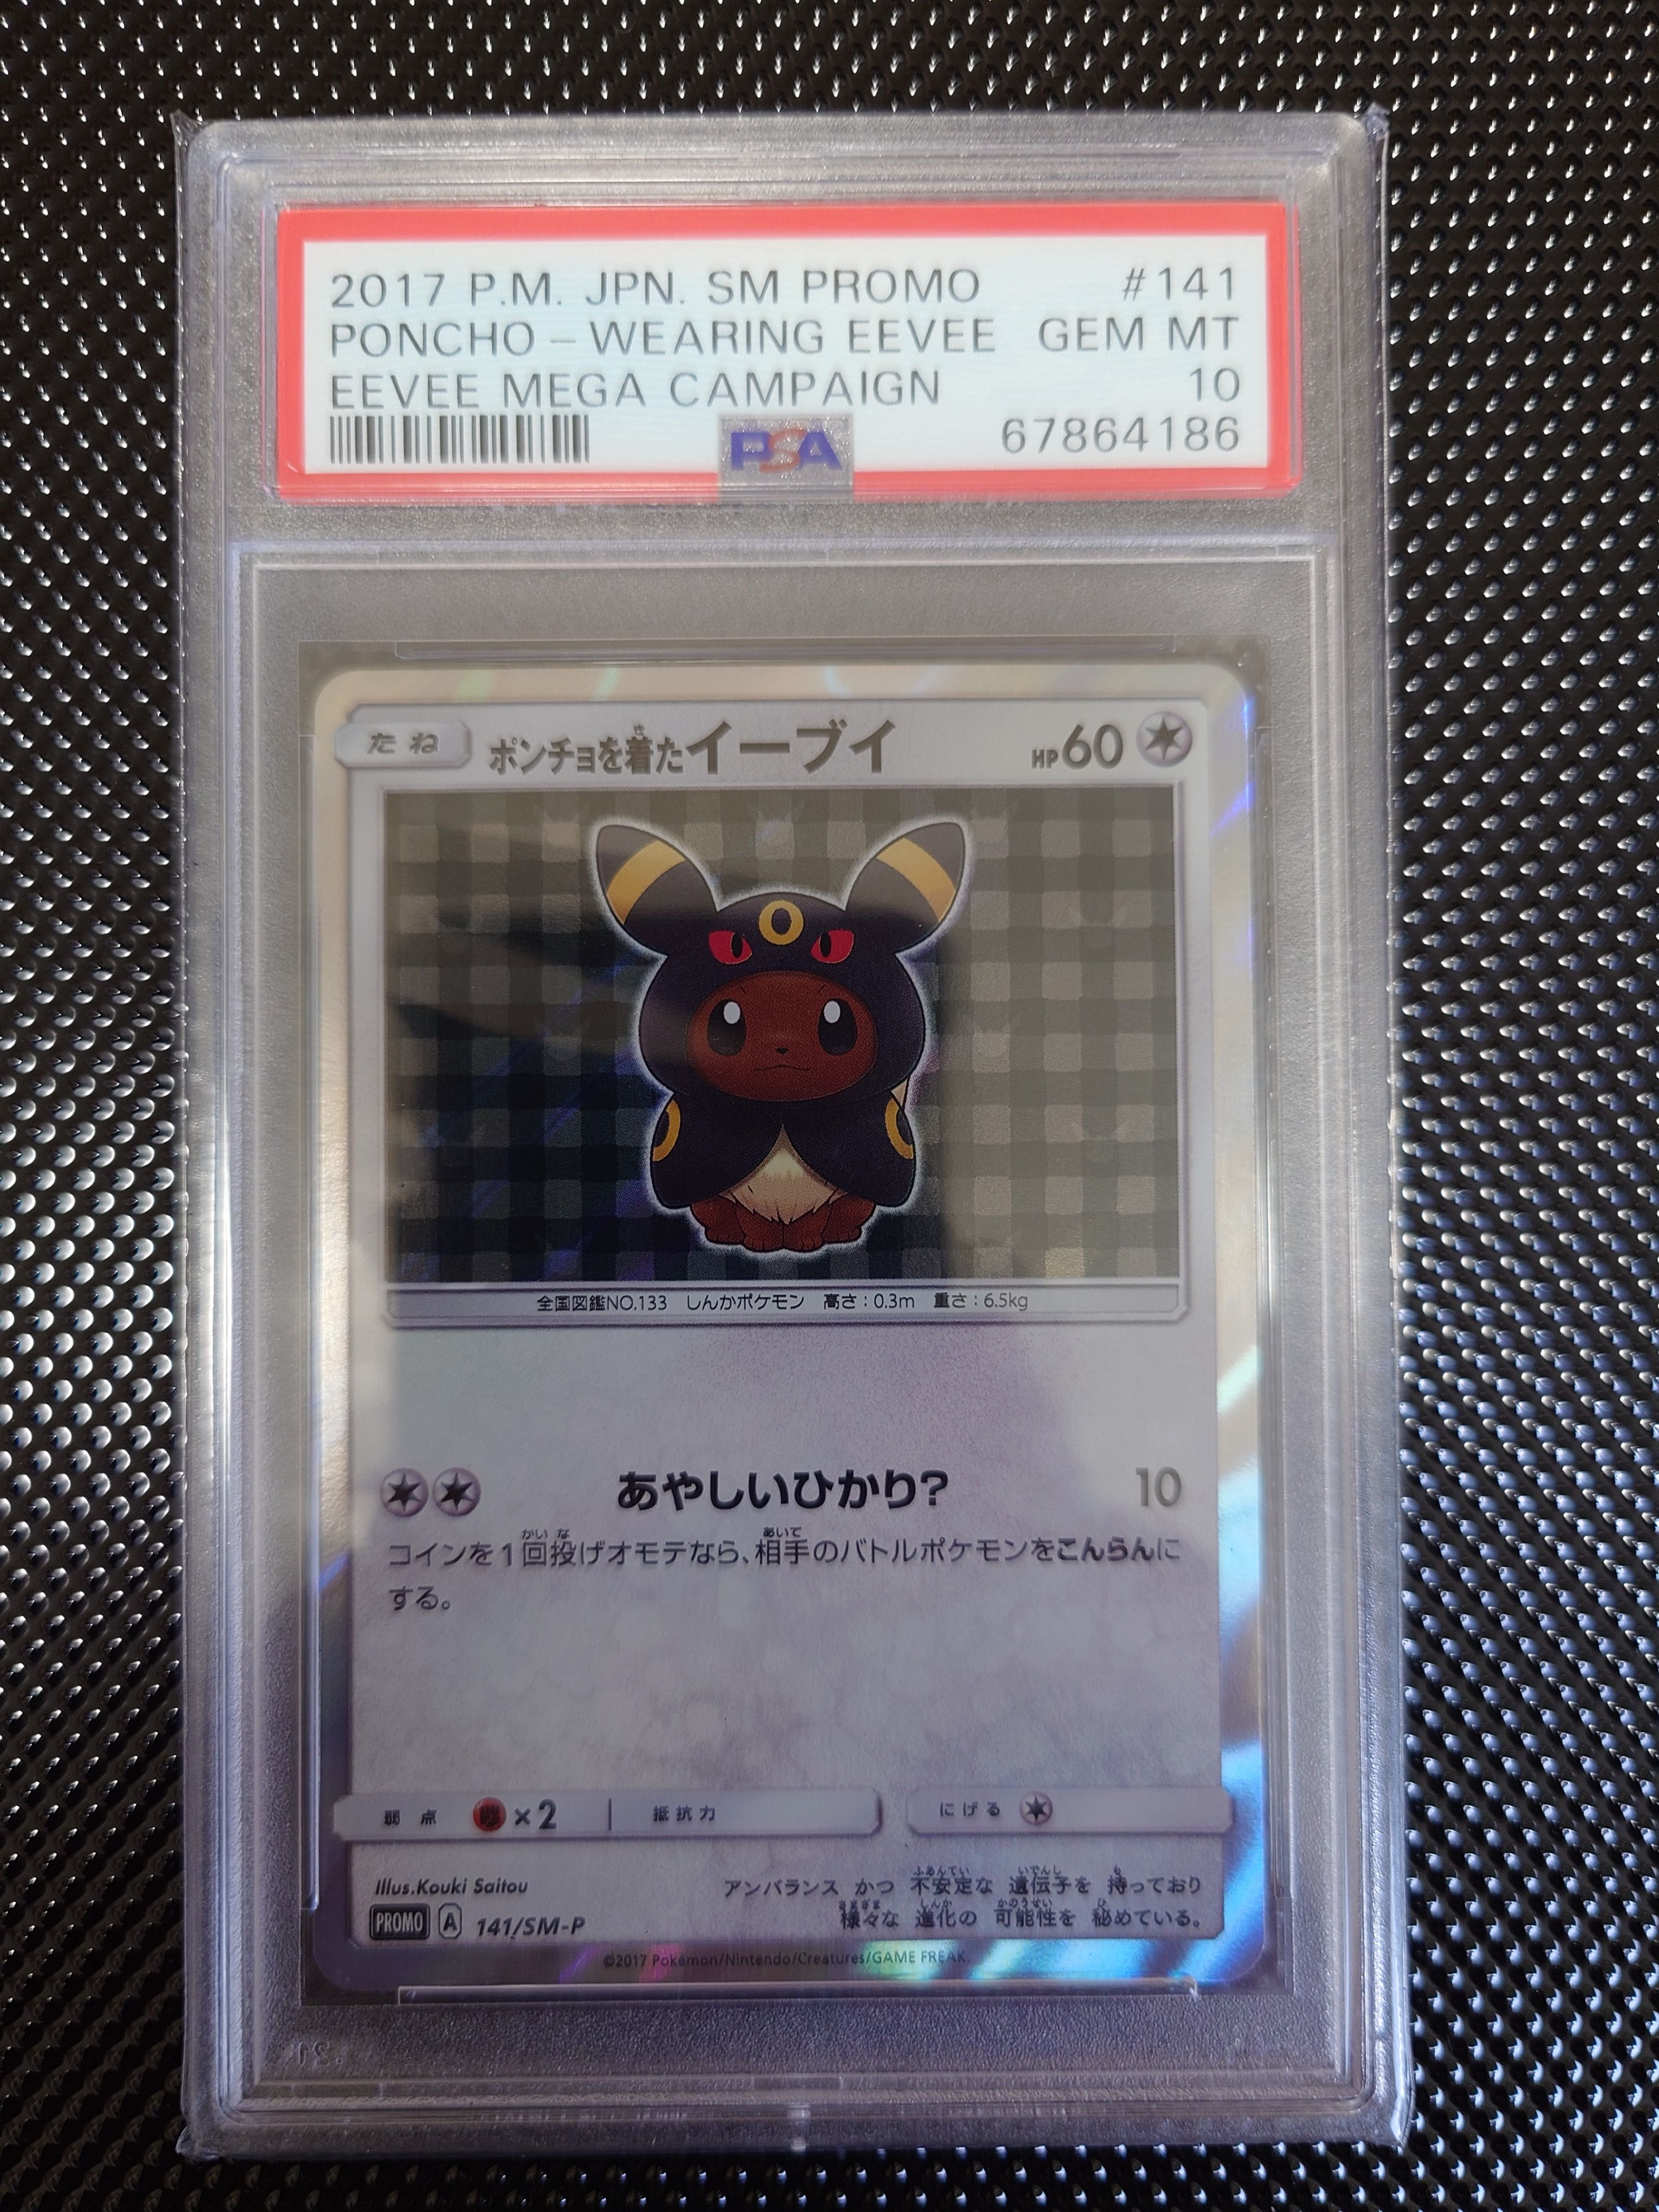 2017 P.M. JPN. SM PROMO #141
PONCHO-WEARING EEVEE GEM MT
EEVEE MEGA CAMPAIGN 10
PSA 67864186
たね ポンチョを着たイーブイ HP60
全国図鑑NO.133 しんかポケモン 高さ:0.3m 重さ:6.5kg
あやしいひかり? 10
コインを1回投げオモテなら、相手のバトルポケモンをこんらんに
する。
弱点 ×2 抵抗力 にげる
Illus.Kouki Saitou
アンバランス かつ 不安定な 遺伝子を 持っており
様々な 進化の 可能性を 秘めている。
PROMO A 141/SM-P
©2017 Pokémon/Nintendo/Creatures/GAME FREAK.